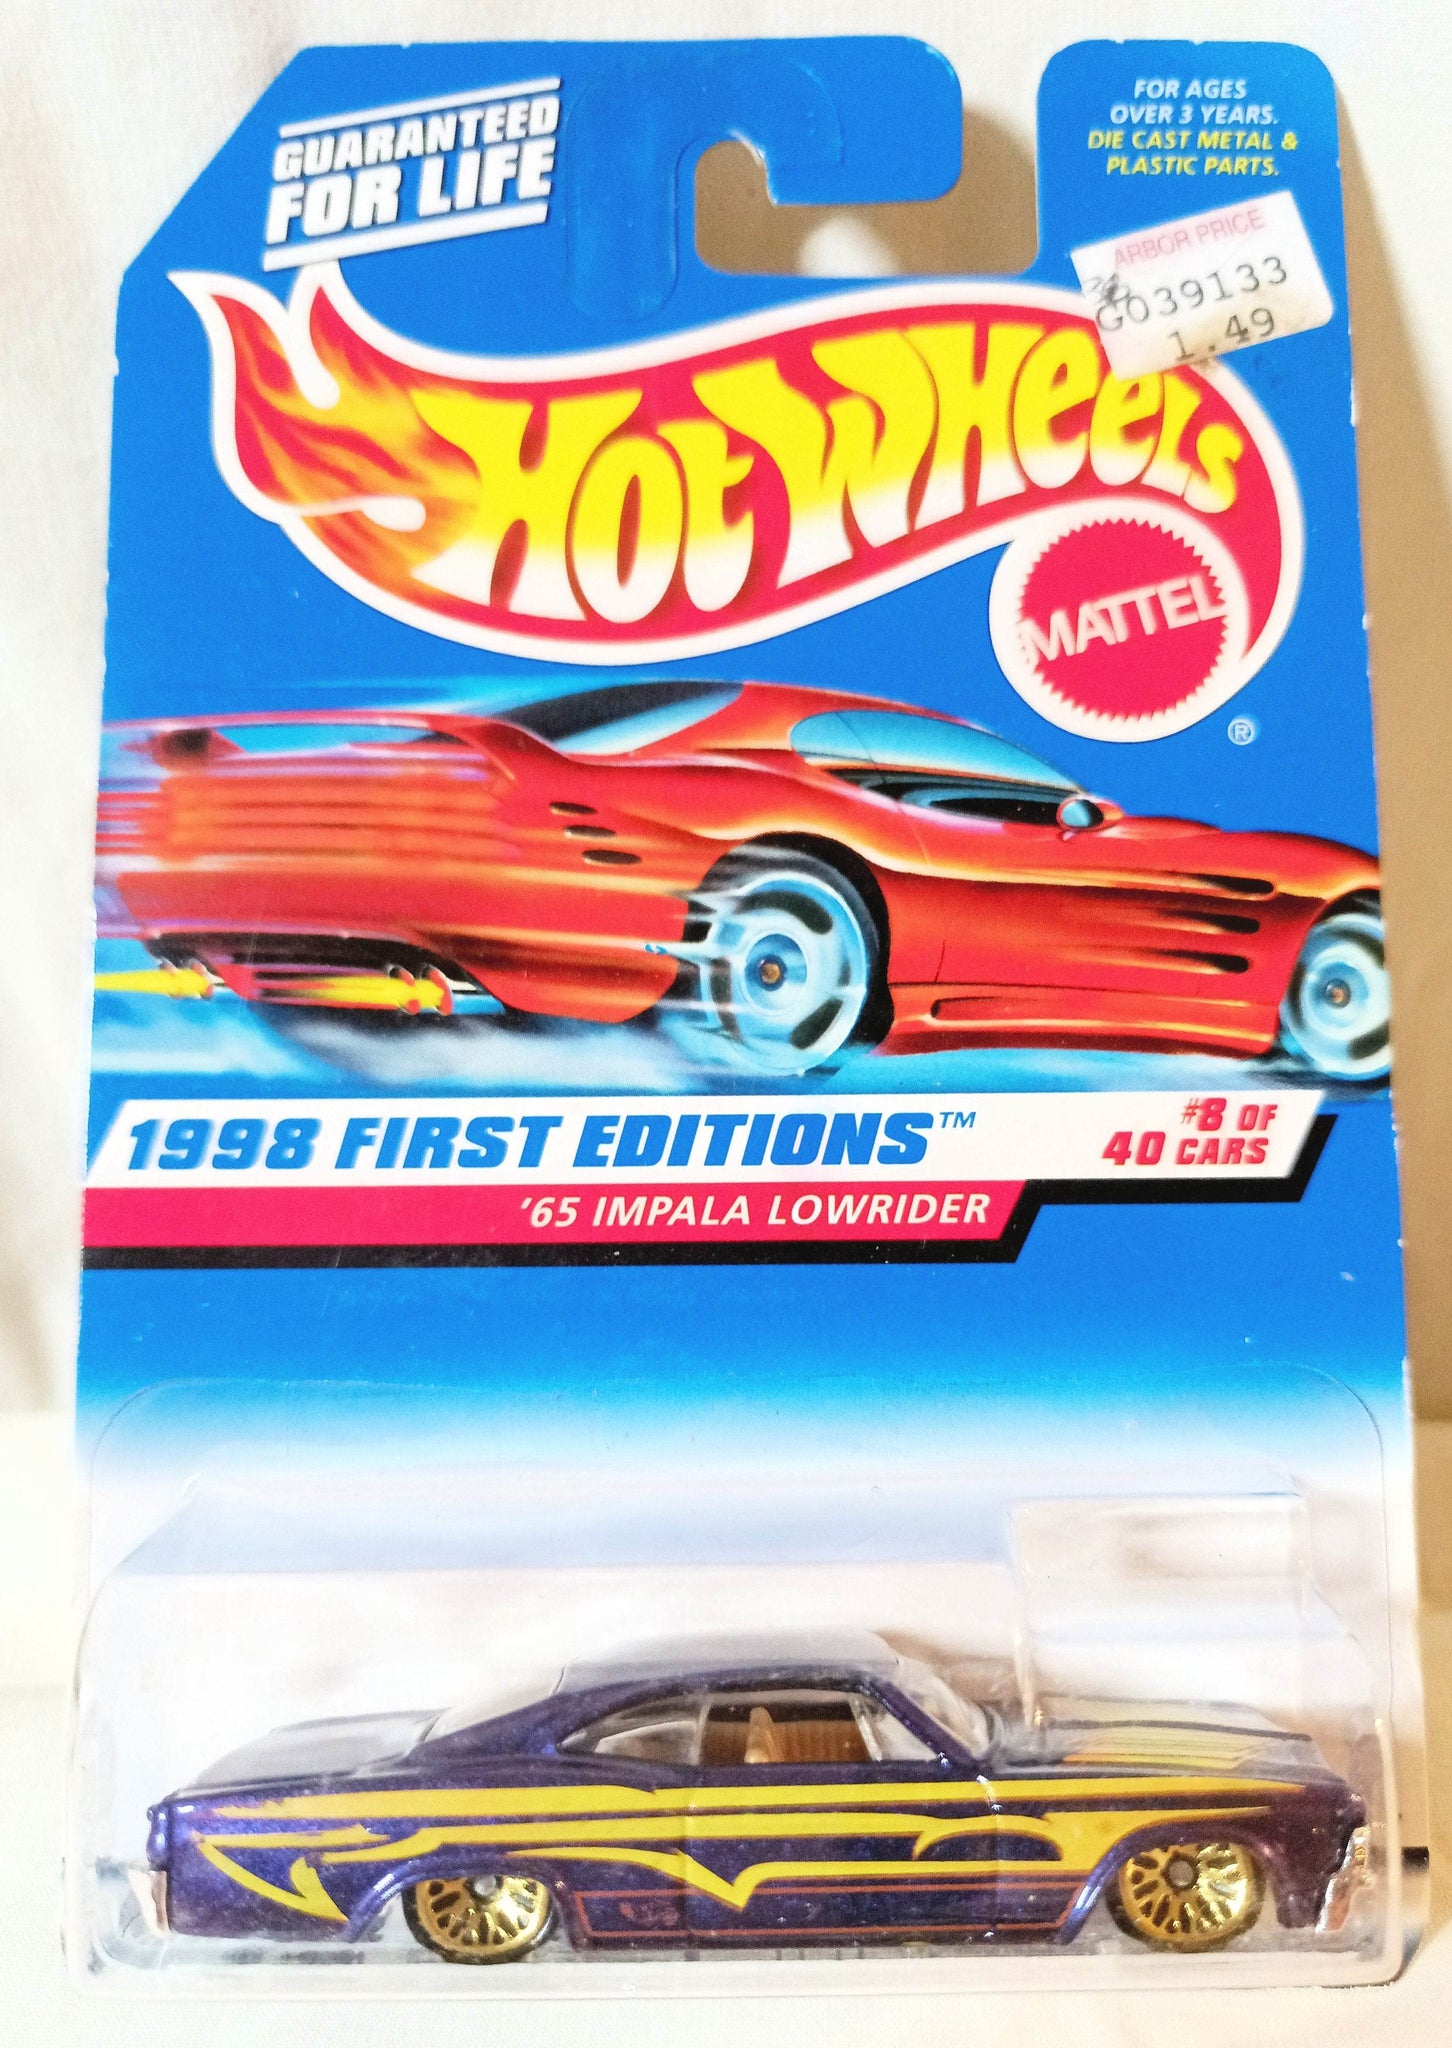 GUARANTEED
FOR LIFE
FOR AGES
OVER 3 YEARS.
DIE CAST METAL &
PLASTIC PARTS.
ARBOR PRICE
G039133
1.49
HOT WHEELS
MATTEL
®
1998 FIRST EDITIONS™
#8 OF
40 CARS
'65 IMPALA LOWRIDER